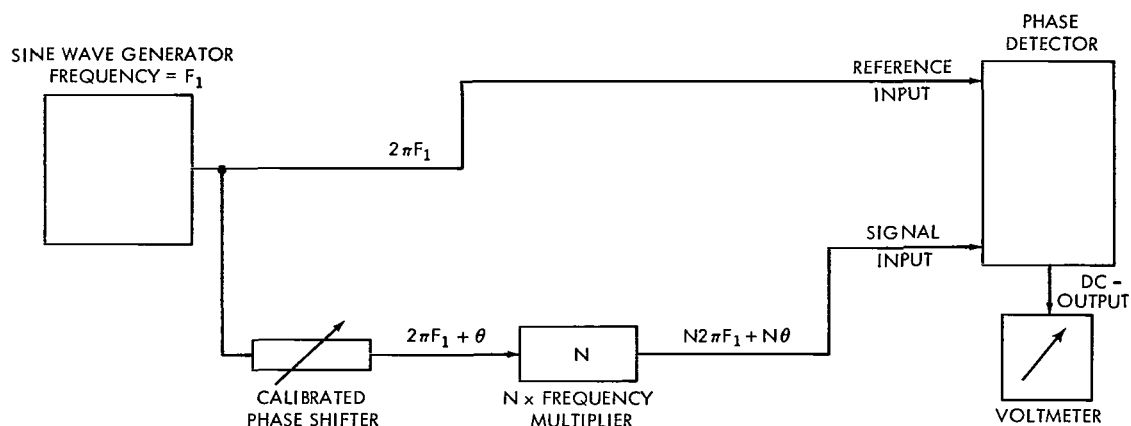 SINE WAVE GENERATOR
FREQUENCY = F₁
PHASE
DETECTOR
REFERENCE
INPUT
2πF₁
SIGNAL
INPUT
DC -
OUTPUT
2πF₁ + θ
N
N2πF₁ + Nθ
CALIBRATED
PHASE SHIFTER
N x FREQUENCY
MULTIPLIER
VOLTMETER